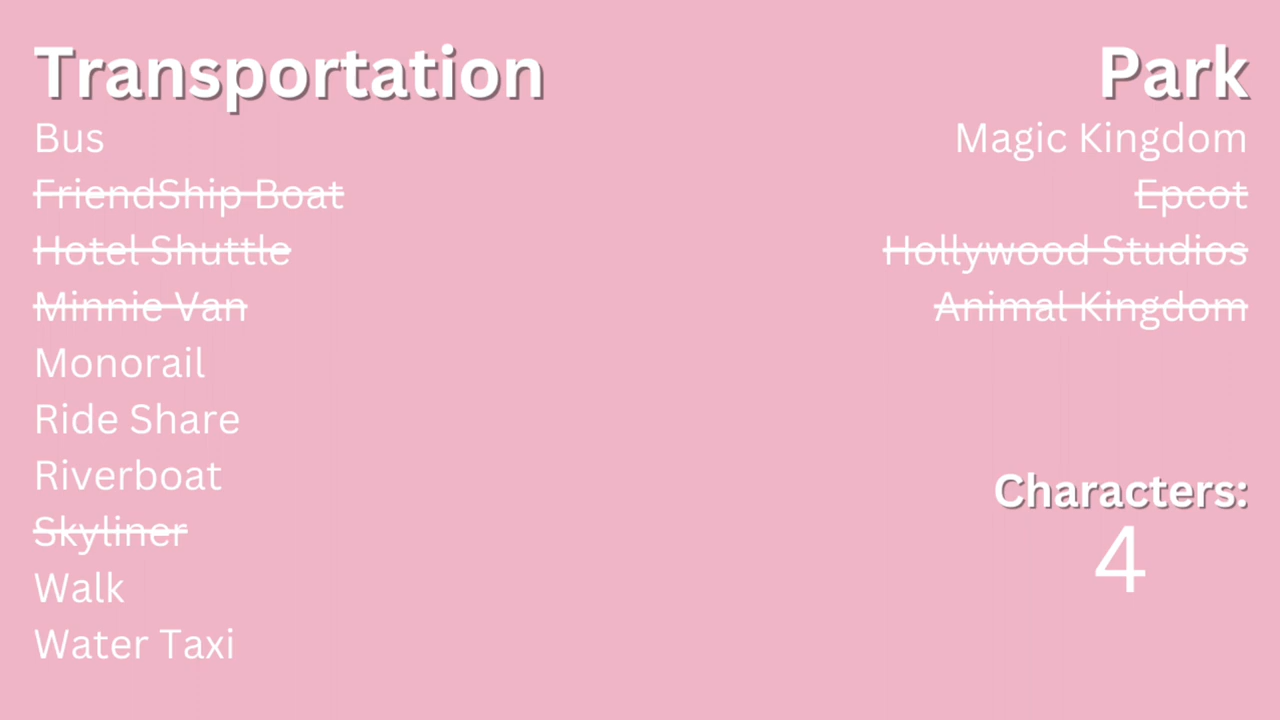 Transportation
Bus
FriendShip Boat
Hotel Shuttle
Minnie Van
Monorail
Ride Share
Riverboat
Skyliner
Walk
Water Taxi
Park
Magic Kingdom
Epcot
Hollywood Studios
Animal Kingdom
Characters:
4